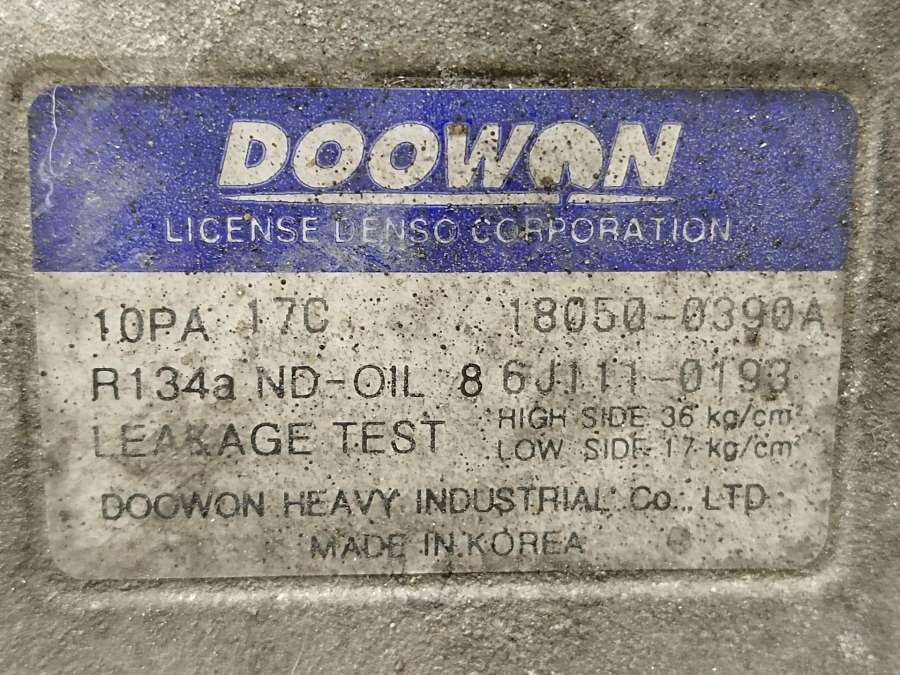 DOOWON
LICENSE DENSO CORPORATION
10PA 17C 18050-0390A
R134a ND-OIL 8 6J111-0193
LEAKAGE TEST HIGH SIDE 36 kg/cm²
LOW SIDE 17 kg/cm²
DOOWON HEAVY INDUSTRIAL Co., LTD
MADE IN KOREA